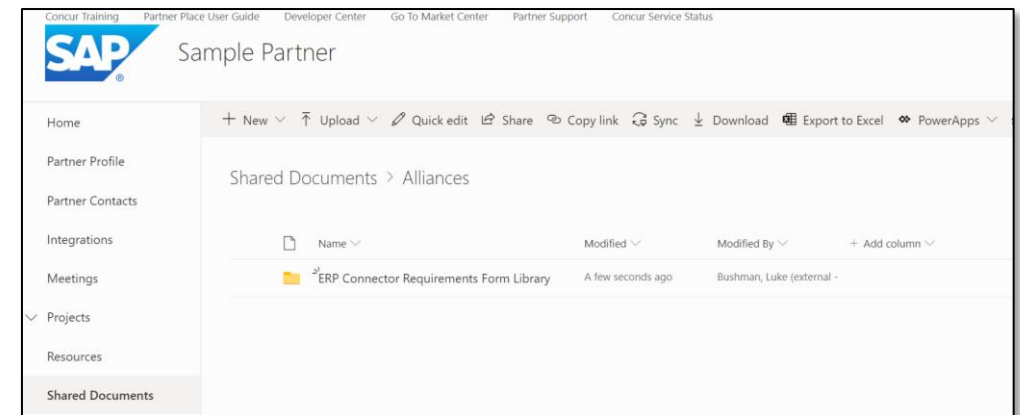 Concur Training Partner Place User Guide Developer Center Go To Market Center Partner Support Concur Service Status
SAP ®
Sample Partner
+ New Upload Quick edit Share Copy link Sync Download Export to Excel PowerApps
Home
Partner Profile
Partner Contacts
Integrations
Meetings
Projects
Resources
Shared Documents
Shared Documents > Alliances
Name Modified Modified By + Add column
ERP Connector Requirements Form Library A few seconds ago Bushman, Luke (external -